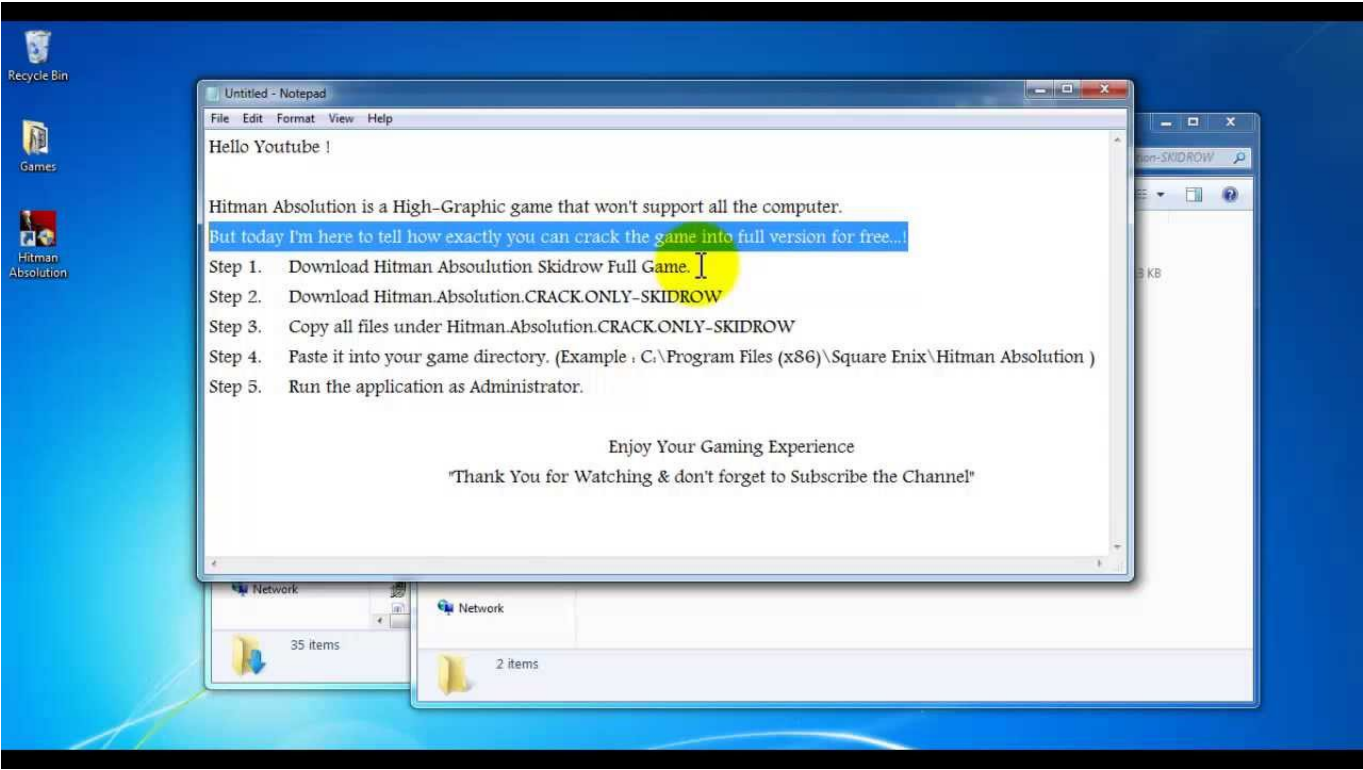 Recycle Bin
Games
Hitman
Absolution
Untitled - Notepad
File Edit Format View Help
Hello Youtube !
Hitman Absolution is a High-Graphic game that won't support all the computer.
But today I'm here to tell how exactly you can crack the game into full version for free...!
Step 1. Download Hitman Absoulution Skidrow Full Game.
Step 2. Download Hitman.Absolution.CRACK.ONLY-SKIDROW
Step 3. Copy all files under Hitman.Absolution.CRACK.ONLY-SKIDROW
Step 4. Paste it into your game directory. (Example : C:\Program Files (x86)\Square Enix\Hitman Absolution )
Step 5. Run the application as Administrator.
Enjoy Your Gaming Experience
"Thank You for Watching & don't forget to Subscribe the Channel"
-SKIDROW
KB
Network
35 items
Network
2 items